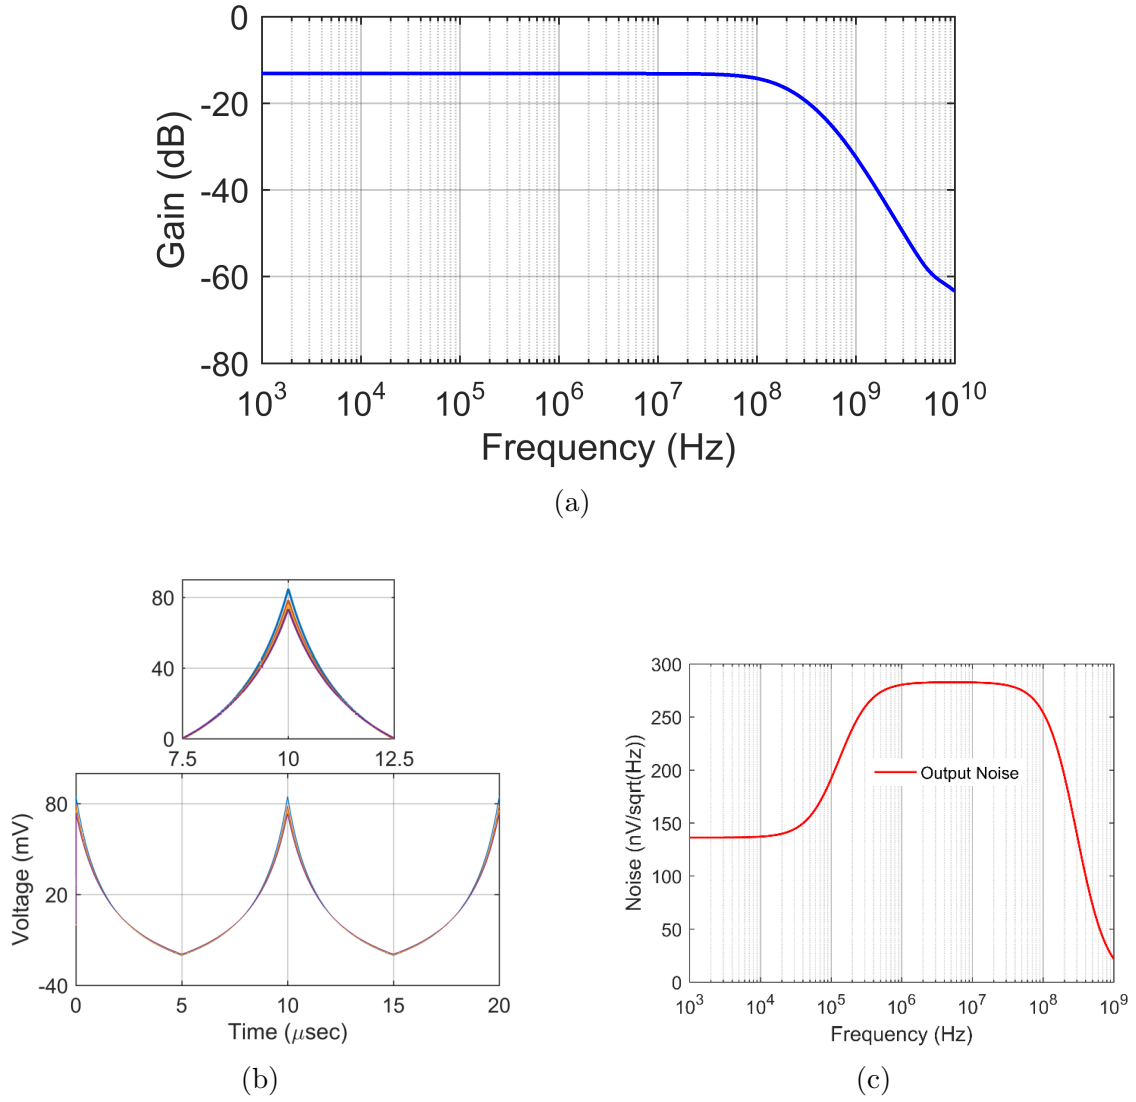 0
-20
-40
-60
-80
Gain (dB)
10^3 10^4 10^5 10^6 10^7 10^8 10^9 10^10
Frequency (Hz)
(a)
80
40
0
7.5 10 12.5
80
20
-40
Voltage (mV)
0 5 10 15 20
Time (μsec)
(b)
300
250
200
150
100
50
0
Noise (nV/sqrt(Hz))
Output Noise
10^3 10^4 10^5 10^6 10^7 10^8 10^9
Frequency (Hz)
(c)